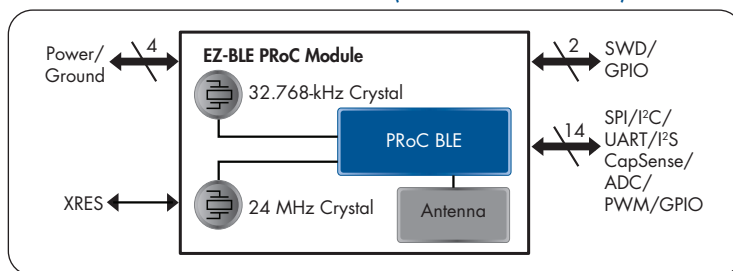 Power/
Ground
4
EZ-BLE PRoC Module
32.768-kHz Crystal
PRoC BLE
24 MHz Crystal
Antenna
XRES
2
SWD/
GPIO
14
SPI/I²C/
UART/I²S
CapSense/
ADC/
PWM/GPIO